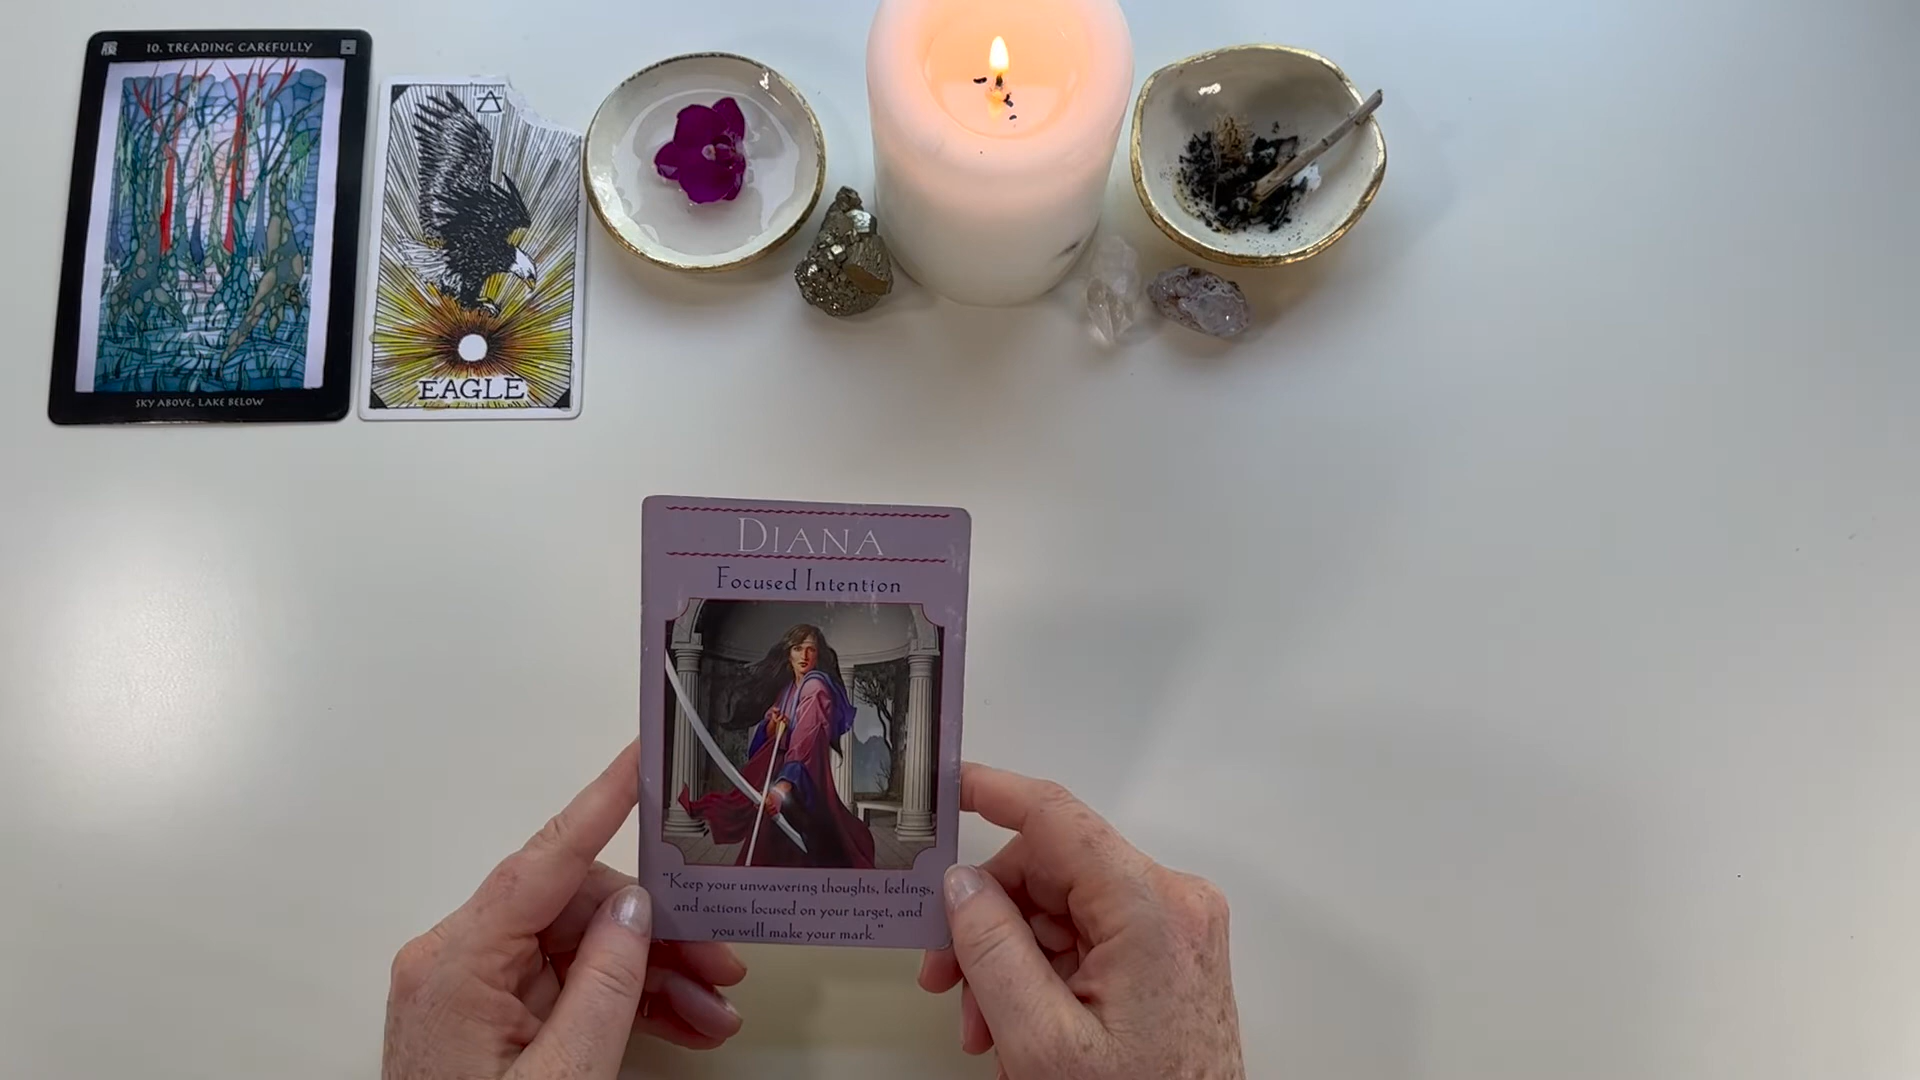 10. TREADING CAREFULLY
SKY ABOVE, LAKE BELOW
EAGLE
DIANA
Focused Intention
"Keep your unwavering thoughts, feelings,
and actions focused on your target, and
you will make your mark."